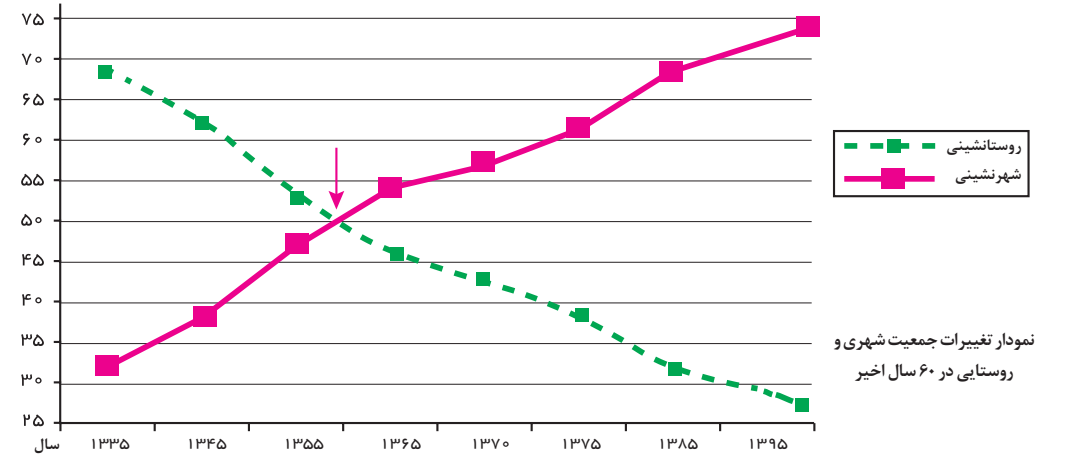 ۷۵
۷۰
۶۵
۶۰
۵۵
۵۰
۴۵
۴۰
۳۵
۳۰
۲۵
سال ۱۳۳۵ ۱۳۴۵ ۱۳۵۵ ۱۳۶۵ ۱۳۷۰ ۱۳۷۵ ۱۳۸۵ ۱۳۹۵
روستانشینی
شهرنشینی
نمودار تغییرات جمعیت شهری و
روستایی در ۶۰ سال اخیر